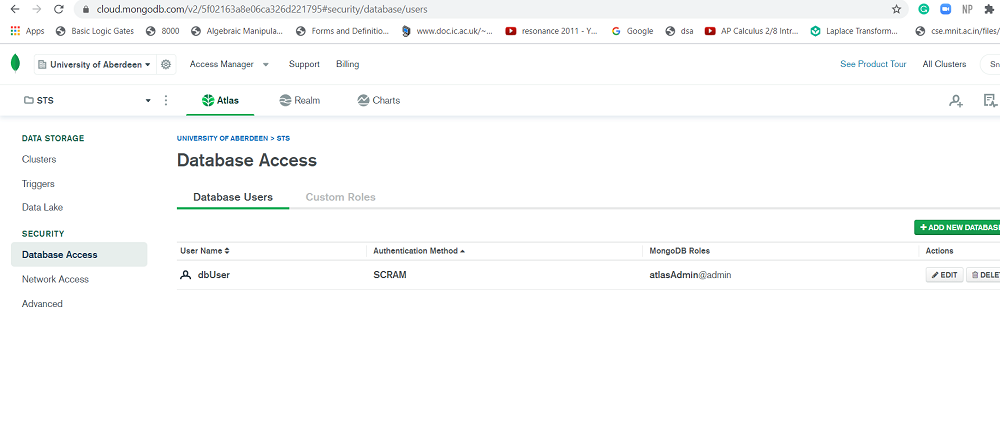 cloud.mongodb.com/v2/5f02163a8e06ca326d221795#security/database/users
NP
Apps Basic Logic Gates 8000 Algebraic Manipula... Forms and Definitio... www.doc.ic.ac.uk/~... resonance 2011 - Y... Google dsa AP Calculus 2/8 Intr... Laplace Transform... cse.mnit.ac.in/files/
University of Aberdeen Access Manager Support Billing See Product Tour All Clusters Sn
STS Atlas Realm Charts
DATA STORAGE
Clusters
Triggers
Data Lake
SECURITY
Database Access
Network Access
Advanced
UNIVERSITY OF ABERDEEN > STS
Database Access
Database Users Custom Roles
+ ADD NEW DATABASE
User Name Authentication Method MongoDB Roles Actions
dbUser SCRAM atlasAdmin@admin EDIT DELE